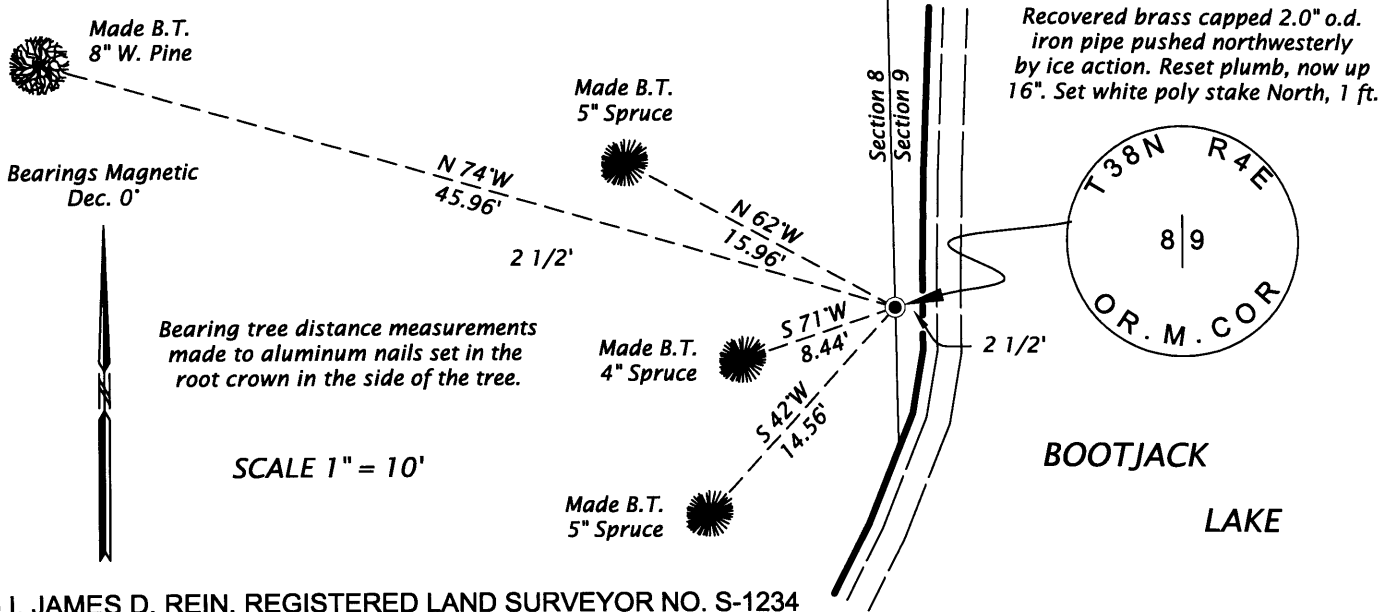 Made B.T.
8" W. Pine
Recovered brass capped 2.0" o.d.
iron pipe pushed northwesterly
by ice action. Reset plumb, now up
16". Set white poly stake North, 1 ft.
Made B.T.
5" Spruce
Section 8
Section 9
T38N R4E
8|9
OR. M. COR
Bearings Magnetic
Dec. 0°
N
N 74°W
45.96'
N 62°W
15.96'
2 1/2'
Bearing tree distance measurements
made to aluminum nails set in the
root crown in the side of the tree.
Made B.T.
4" Spruce
S 71°W
8.44'
2 1/2'
S 42°W
14.56'
SCALE 1" = 10'
BOOTJACK
LAKE
Made B.T.
5" Spruce
I, JAMES D. REIN, REGISTERED LAND SURVEYOR NO. S-1234